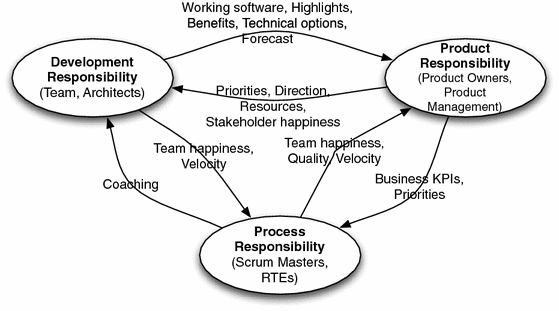 Working software, Highlights,
Benefits, Technical options,
Forecast
Development
Responsibility
(Team, Architects)
Product
Responsibility
(Product Owners,
Product
Management)
Priorities, Direction,
Resources,
Stakeholder happiness
Team happiness,
Velocity
Team happiness,
Quality, Velocity
Coaching
Business KPIs,
Priorities
Process
Responsibility
(Scrum Masters,
RTEs)